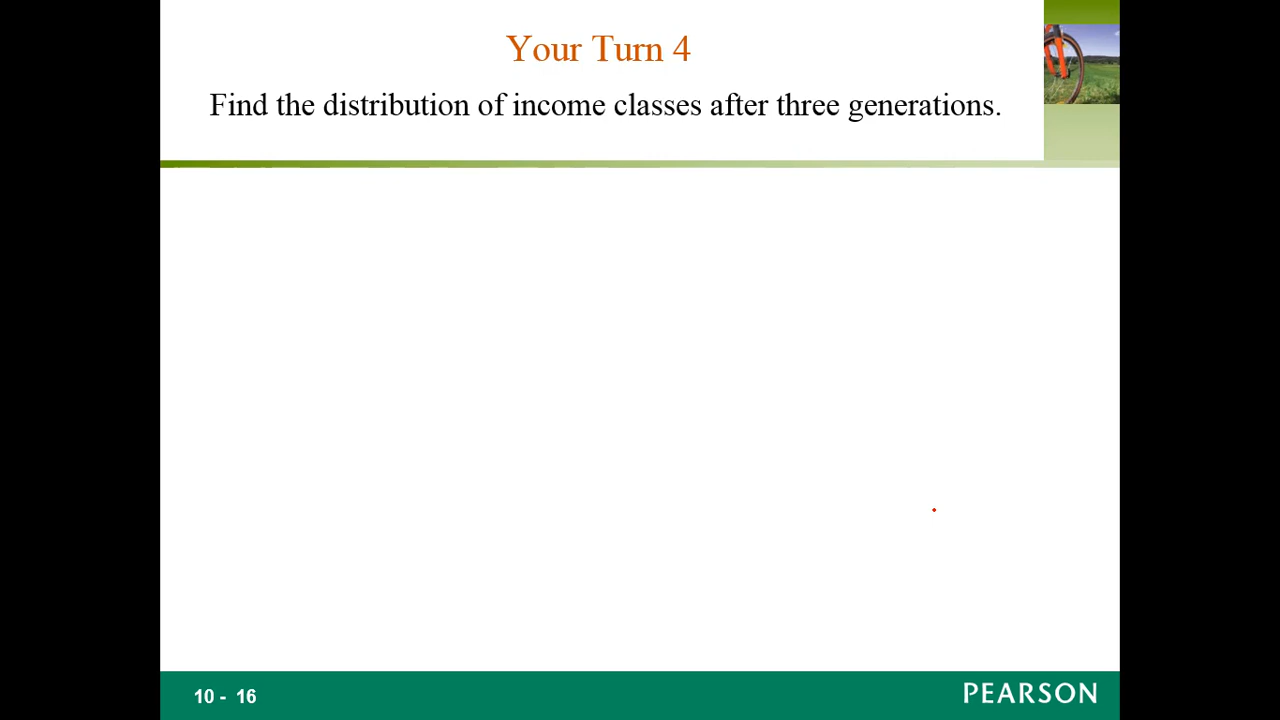 Your Turn 4
Find the distribution of income classes after three generations.
10 - 16
PEARSON